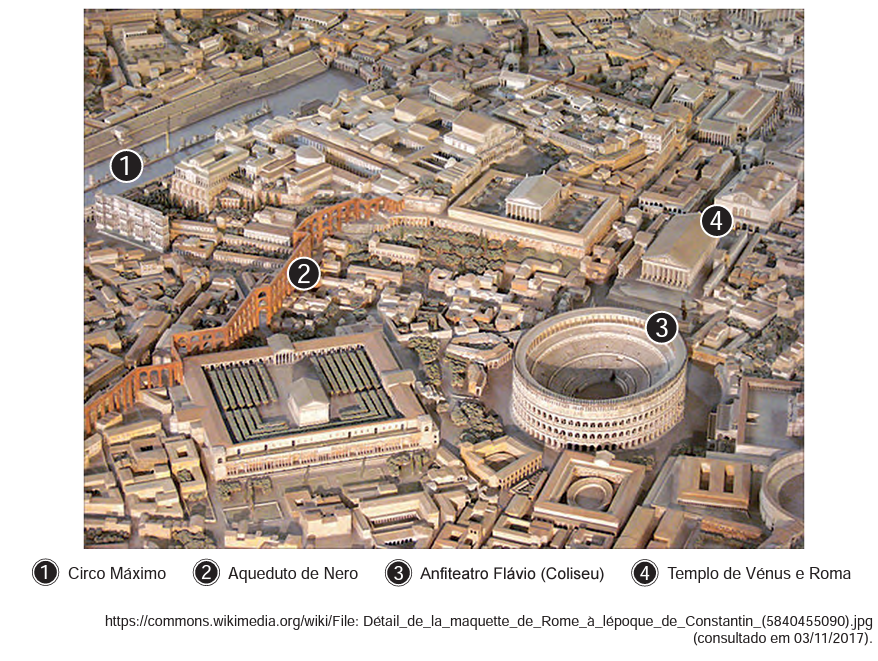 1
2
3
4
1 Circo Máximo 2 Aqueduto de Nero 3 Anfiteatro Flávio (Coliseu) 4 Templo de Vénus e Roma
https://commons.wikimedia.org/wiki/File: Détail_de_la_maquette_de_Rome_à_lépoque_de_Constantin_(5840455090).jpg
(consultado em 03/11/2017).